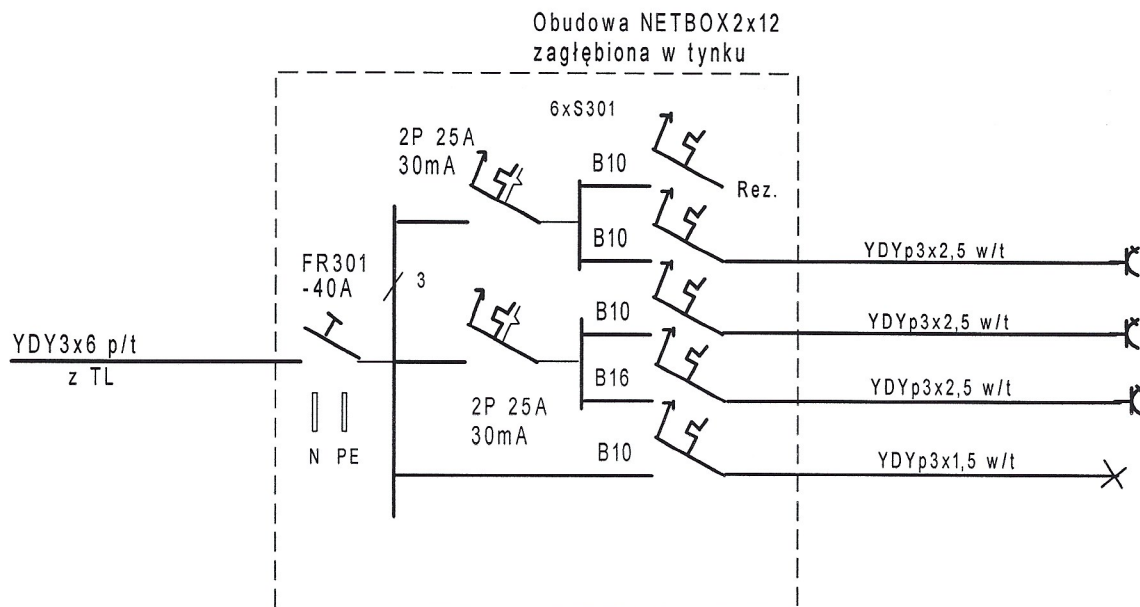 Obudowa NETBOX2x12
zagłębiona w tynku
6xS301
2P 25A
30mA
B10
Rez.
B10
YDYp3x2,5 w/t
FR301
-40A
3
B10
YDYp3x2,5 w/t
YDY3x6 p/t
z TL
B16
YDYp3x2,5 w/t
2P 25A
30mA
N PE
B10
YDYp3x1,5 w/t